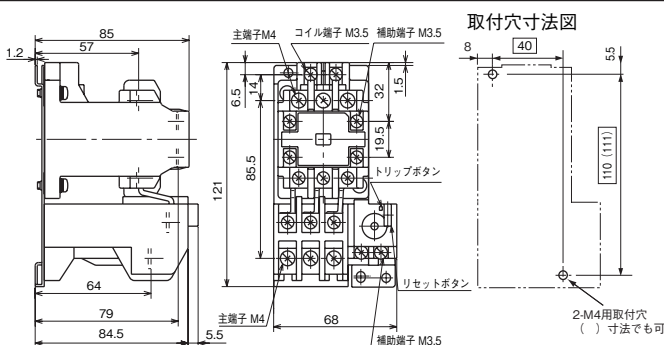 取付穴寸法図
85
57
1.2
主端子M4
コイル端子 M3.5
補助端子 M3.5
6.5
14
85.5
121
32
1.5
19.5
トリップボタン
リセットボタン
主端子 M4
68
補助端子 M3.5
64
79
84.5
5.5
8
40
5.5
110 (111)
2-M4用取付穴
( ) 寸法でも可